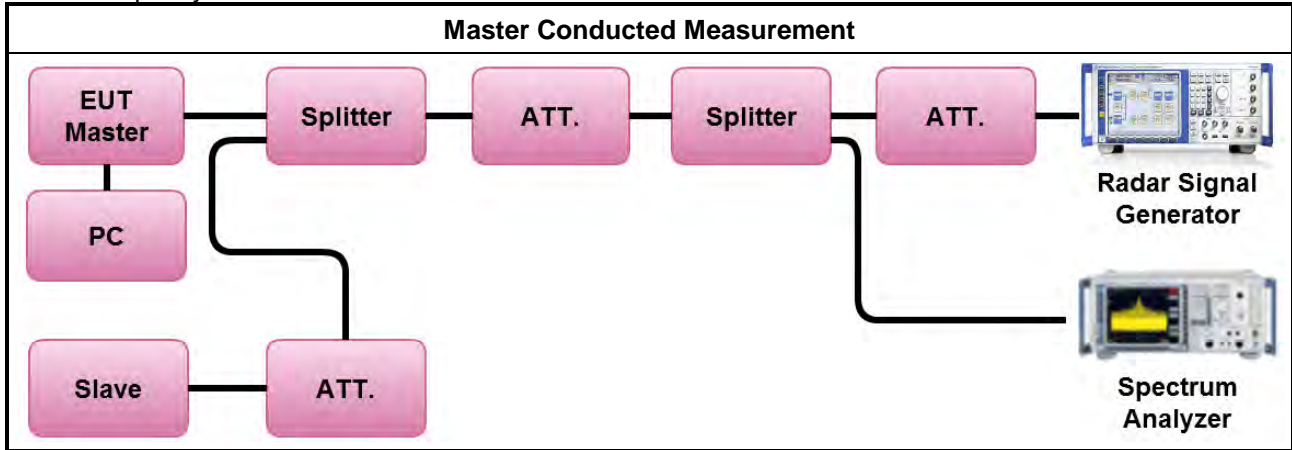 Master Conducted Measurement
EUT
Master
Splitter
ATT.
Splitter
ATT.
Radar Signal
Generator
PC
Slave
ATT.
Spectrum
Analyzer